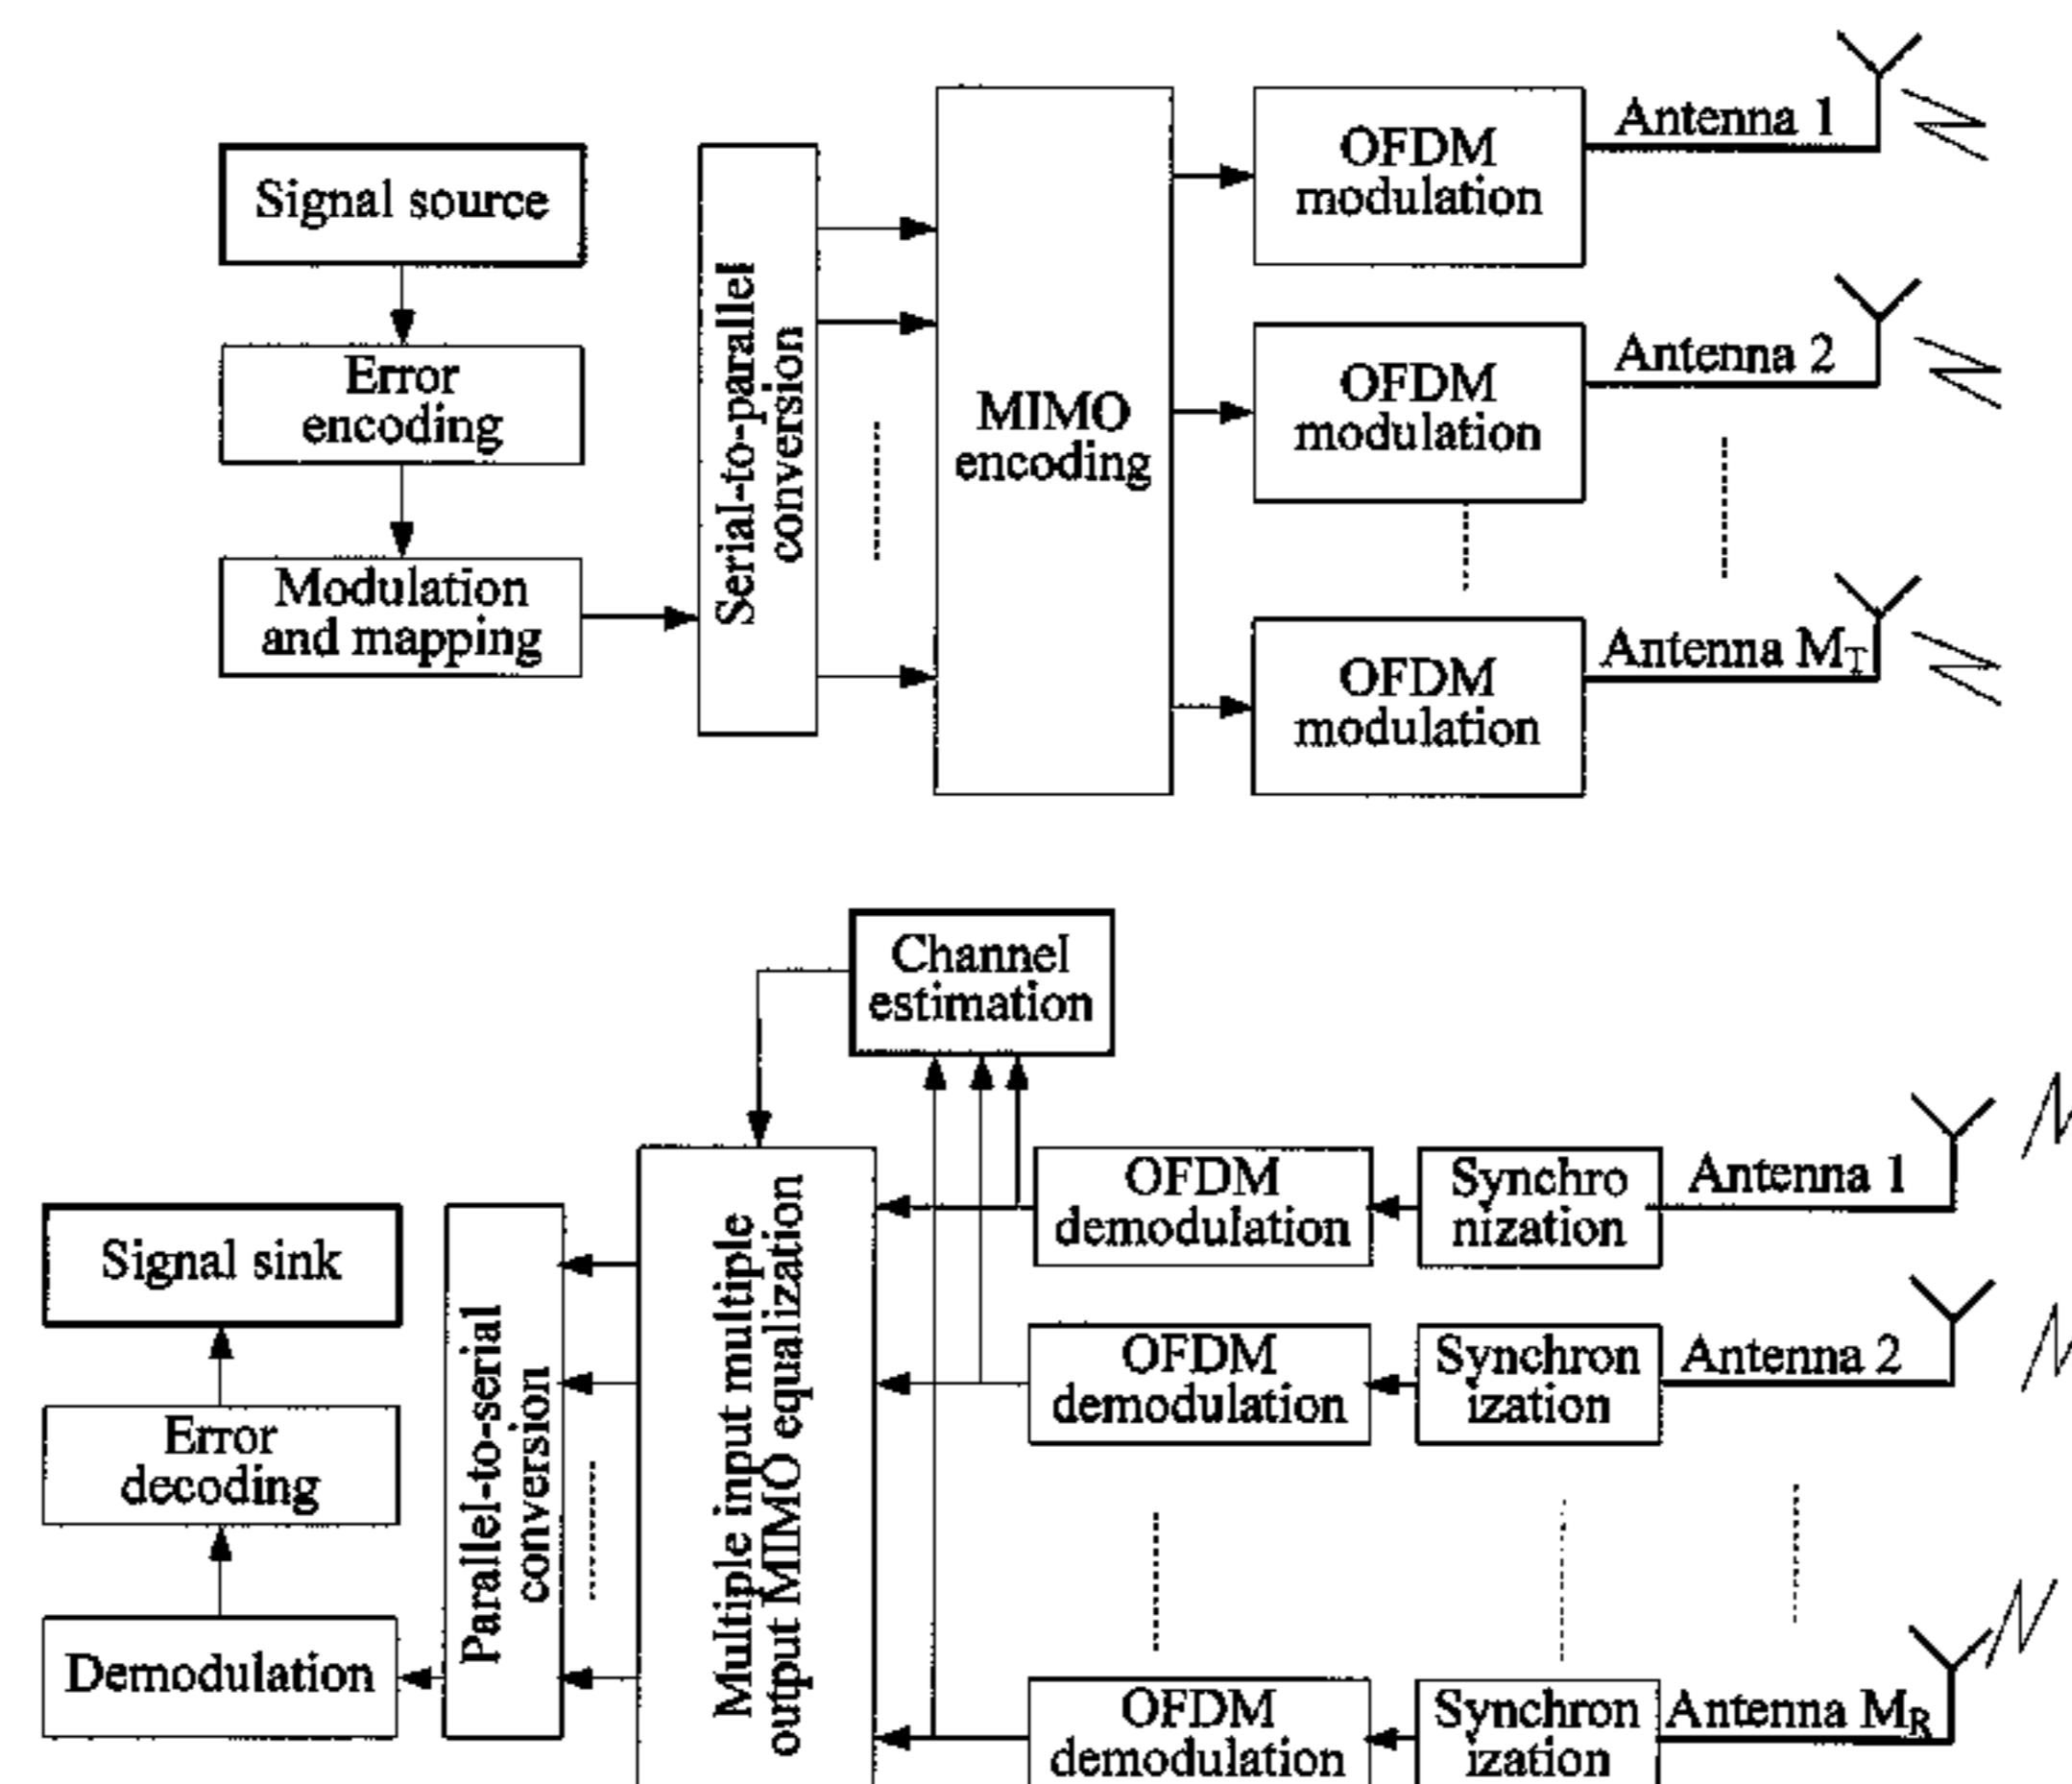 Signal source
Error
encoding
Modulation
and mapping
Serial-to-parallel
conversion
MIMO
encoding
OFDM
modulation
Antenna 1
OFDM
modulation
Antenna 2
OFDM
modulation
Antenna MT
Channel
estimation
Signal sink
Error
decoding
Demodulation
Parallel-to-serial
conversion
Multiple input multiple
output MIMO equalization
OFDM
demodulation
Synchro
nization
Antenna 1
OFDM
demodulation
Synchron
ization
Antenna 2
OFDM
demodulation
Synchron
ization
Antenna MR